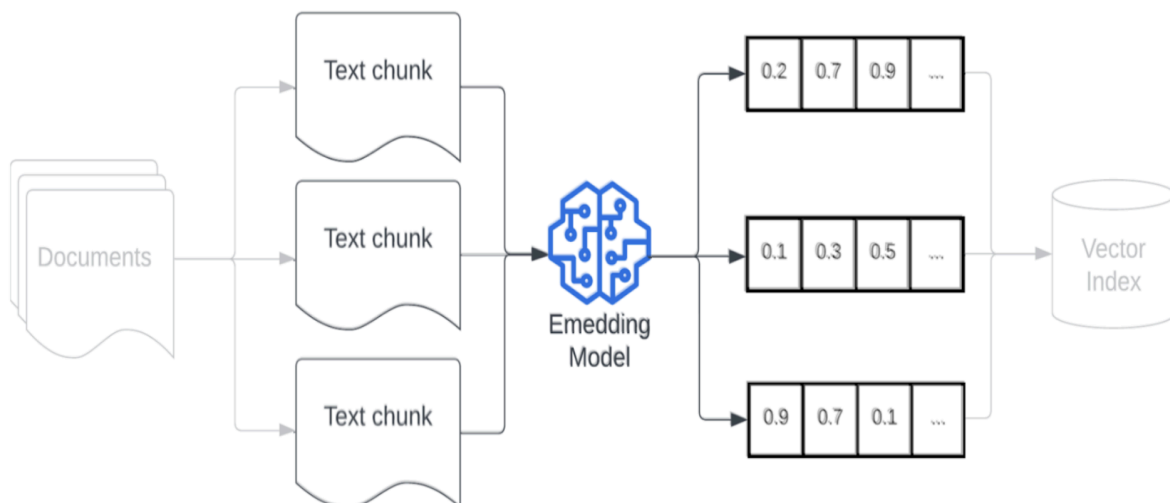 Documents
Text chunk
Text chunk
Text chunk
Emedding
Model
0.2 0.7 0.9 ...
0.1 0.3 0.5 ...
0.9 0.7 0.1 ...
Vector
Index